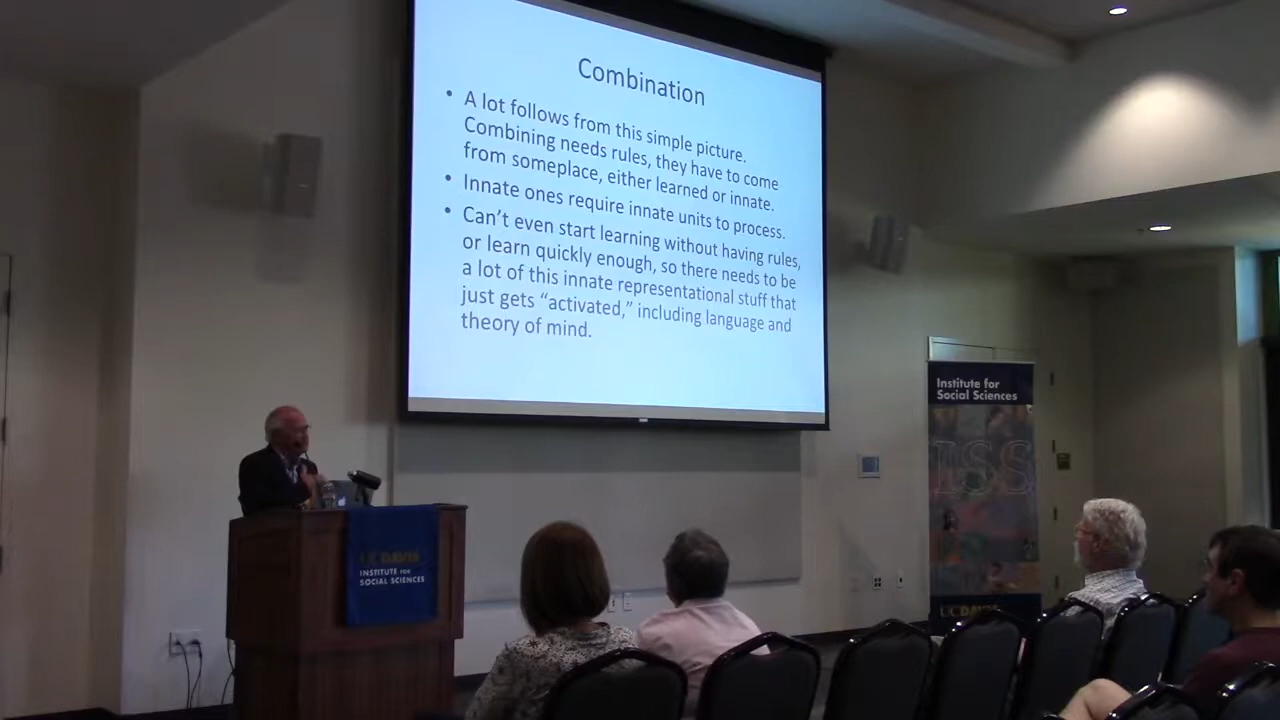 Combination
• A lot follows from this simple picture.
Combining needs rules, they have to come
from someplace, either learned or innate.
• Innate ones require innate units to process.
• Can't even start learning without having rules,
or learn quickly enough, so there needs to be
a lot of this innate representational stuff that
just gets “activated,” including language and
theory of mind.
Institute for
Social Sciences
ISS
UC DAVIS
UC DAVIS
INSTITUTE FOR
SOCIAL SCIENCES